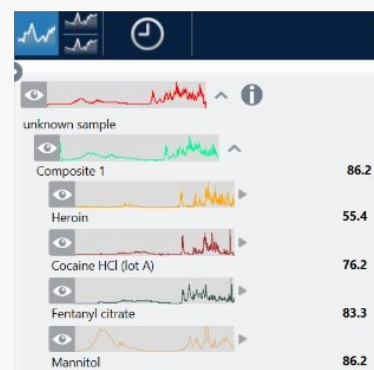 unknown sample
Composite 1 86.2
Heroin 55.4
Cocaine HCl (lot A) 76.2
Fentanyl citrate 83.3
Mannitol 86.2